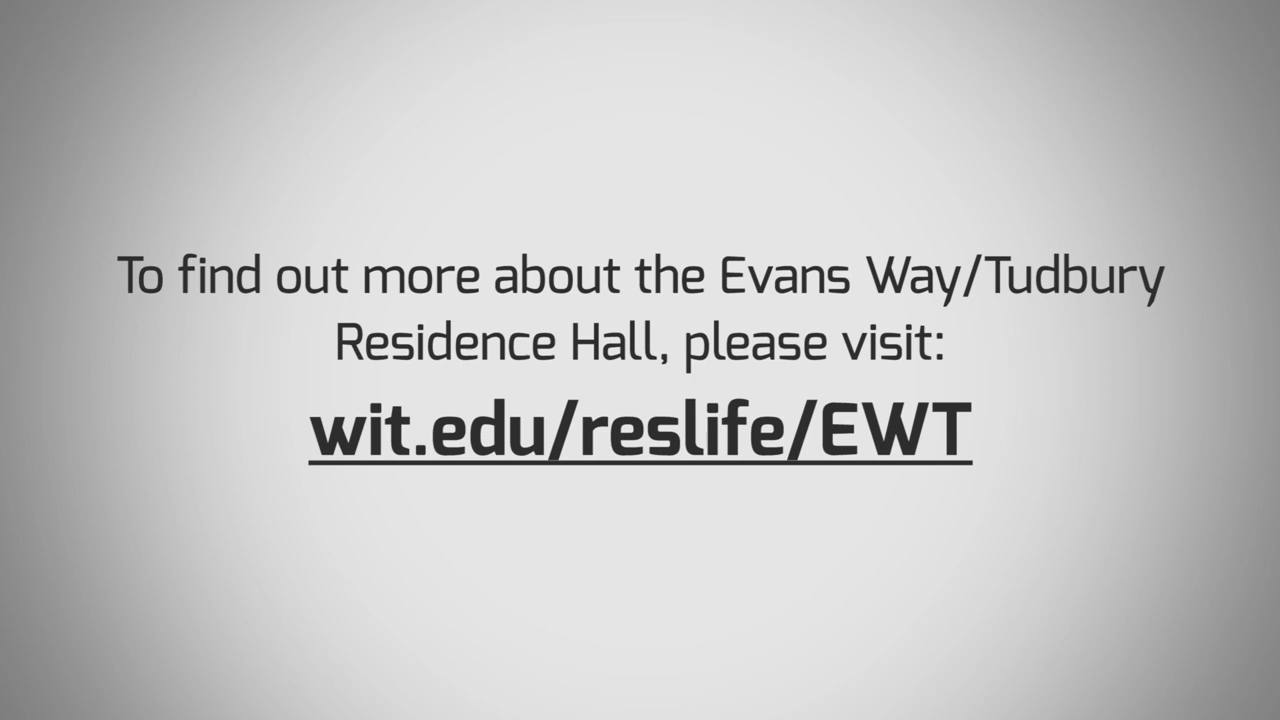 To find out more about the Evans Way/Tudbury
Residence Hall, please visit:
wit.edu/reslife/EWT